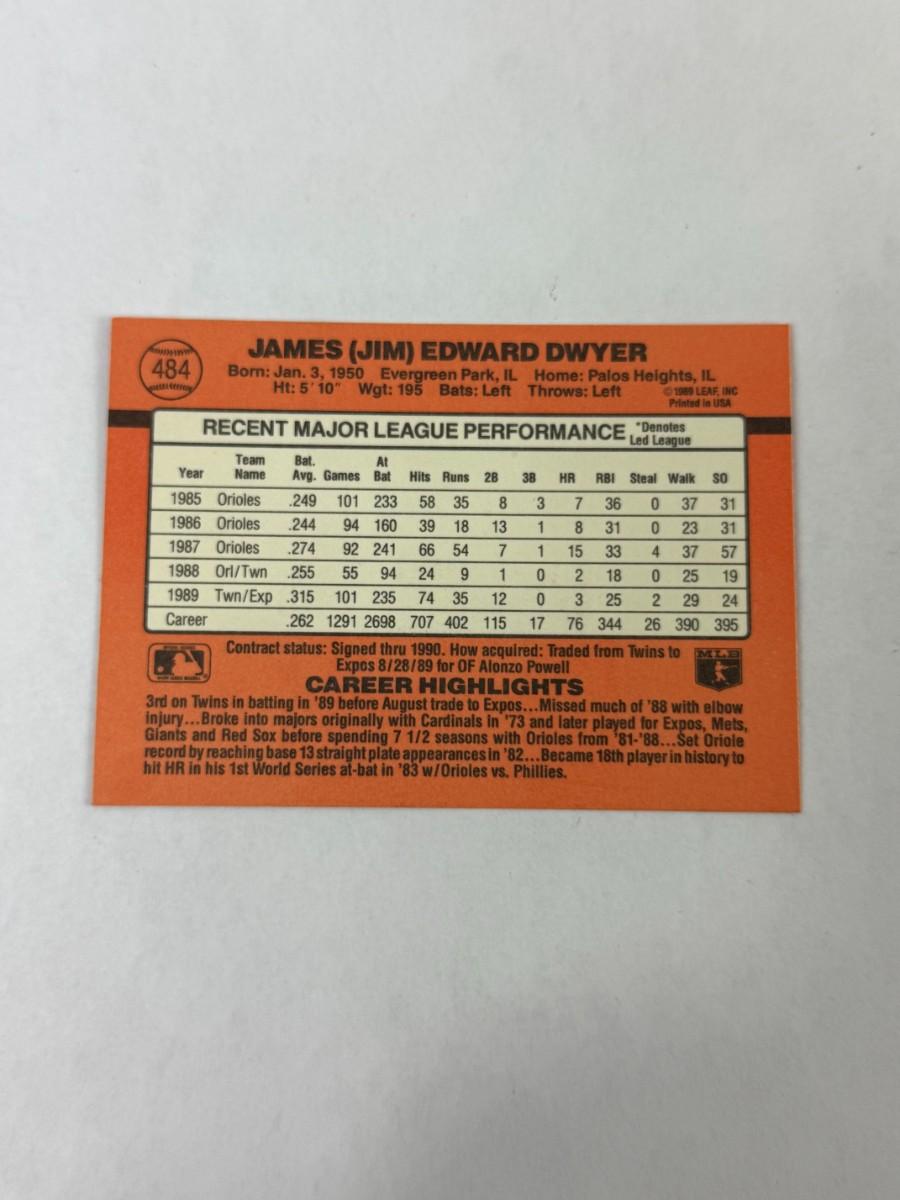 484
JAMES (JIM) EDWARD DWYER
Born: Jan. 3, 1950 Evergreen Park, IL Home: Palos Heights, IL
Ht: 5' 10" Wgt: 195 Bats: Left Throws: Left
© 1989 LEAF, INC
Printed in USA
RECENT MAJOR LEAGUE PERFORMANCE *Denotes Led League
Year Team Name Bat. Avg. Games At Bat Hits Runs 2B 3B HR RBI Steal Walk SO
1985 Orioles .249 101 233 58 35 8 3 7 36 0 37 31
1986 Orioles .244 94 160 39 18 13 1 8 31 0 23 31
1987 Orioles .274 92 241 66 54 7 1 15 33 4 37 57
1988 Orl/Twn .255 55 94 24 9 1 0 2 18 0 25 19
1989 Twn/Exp .315 101 235 74 35 12 0 3 25 2 29 24
Career .262 1291 2698 707 402 115 17 76 344 26 390 395
Contract status: Signed thru 1990. How acquired: Traded from Twins to
Expos 8/28/89 for OF Alonzo Powell
MLB
CAREER HIGHLIGHTS
3rd on Twins in batting in '89 before August trade to Expos...Missed much of '88 with elbow
injury...Broke into majors originally with Cardinals in '73 and later played for Expos, Mets,
Giants and Red Sox before spending 7 1/2 seasons with Orioles from '81-'88...Set Oriole
record by reaching base 13 straight plate appearances in '82...Became 18th player in history to
hit HR in his 1st World Series at-bat in '83 w/Orioles vs. Phillies.